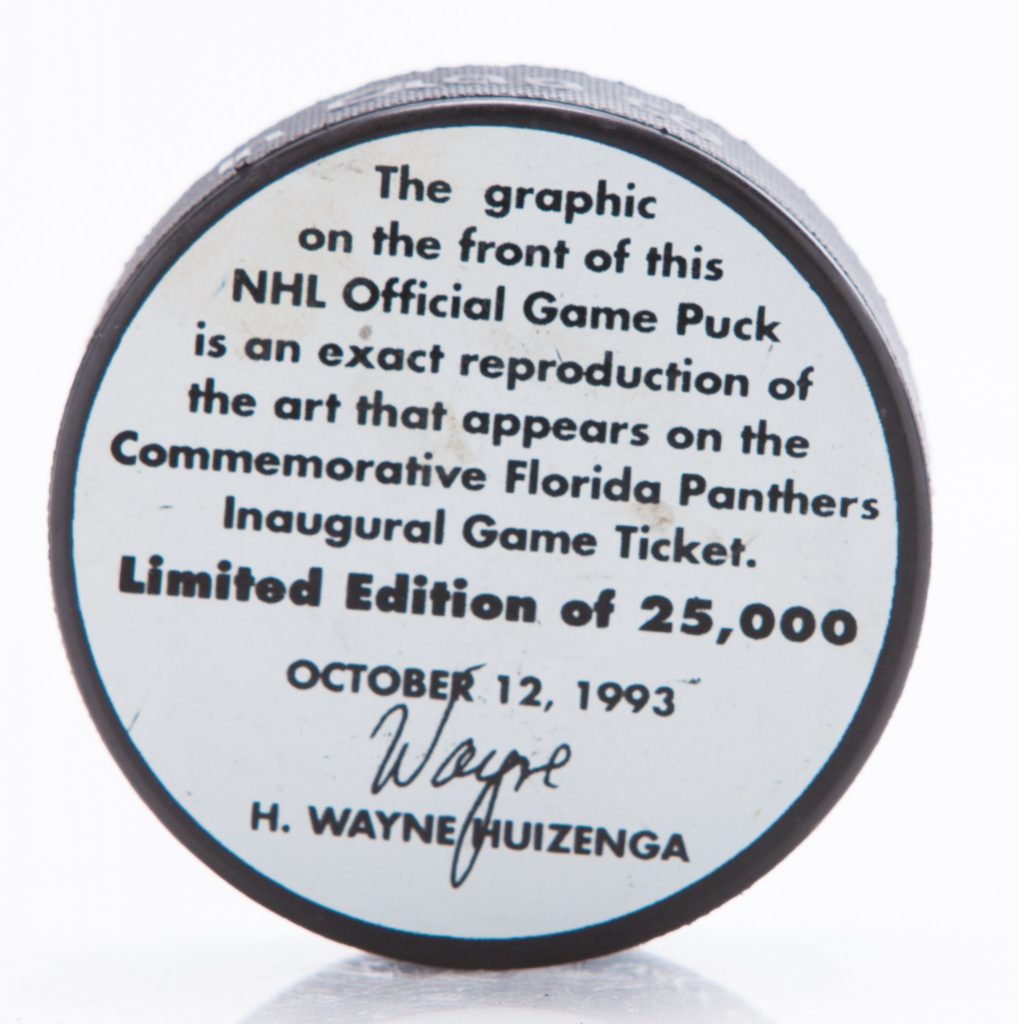 The graphic
on the front of this
NHL Official Game Puck
is an exact reproduction of
the art that appears on the
Commemorative Florida Panthers
Inaugural Game Ticket.
Limited Edition of 25,000
OCTOBER 12, 1993
Wayne
H. WAYNE HUIZENGA